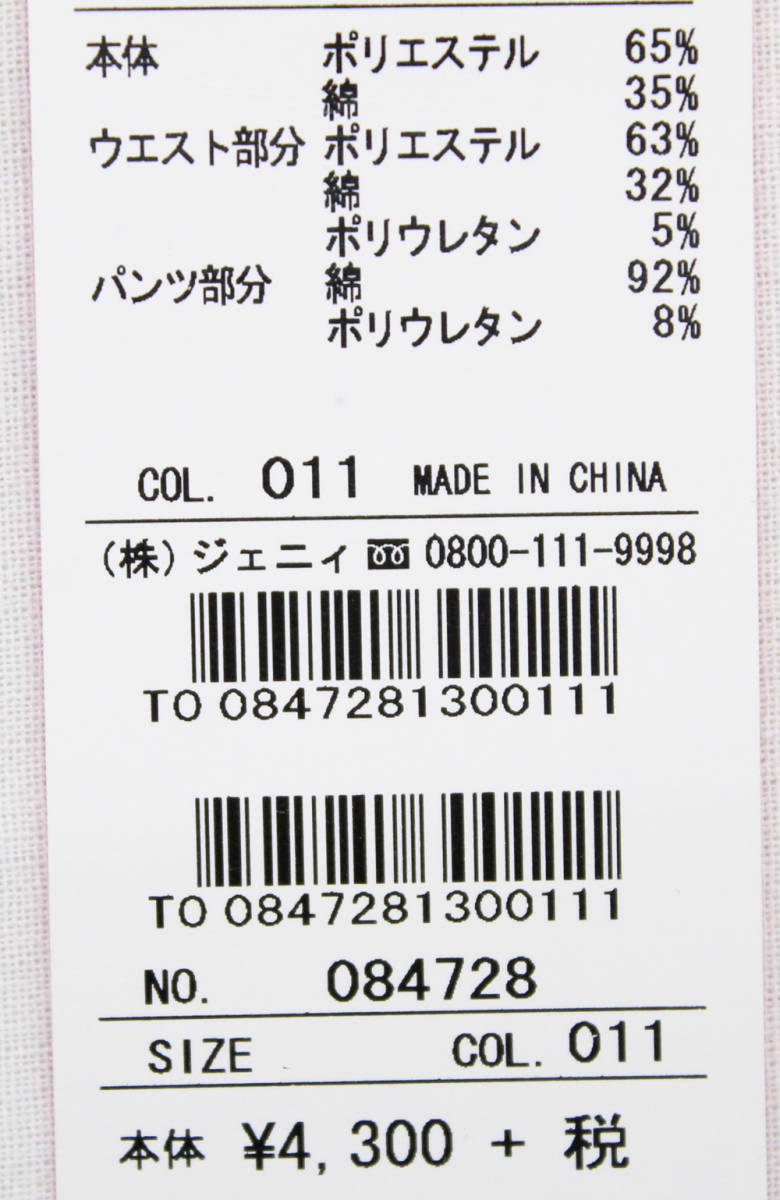 本体 ポリエステル 65%
綿 35%
ウエスト部分 ポリエステル 63%
綿 32%
ポリウレタン 5%
パンツ部分 綿 92%
ポリウレタン 8%
COL. 011 MADE IN CHINA
(株)ジェニィ 0800-111-9998
T0 0847281300111
T0 0847281300111
NO. 084728
SIZE COL. 011
本体 ¥4,300 + 税